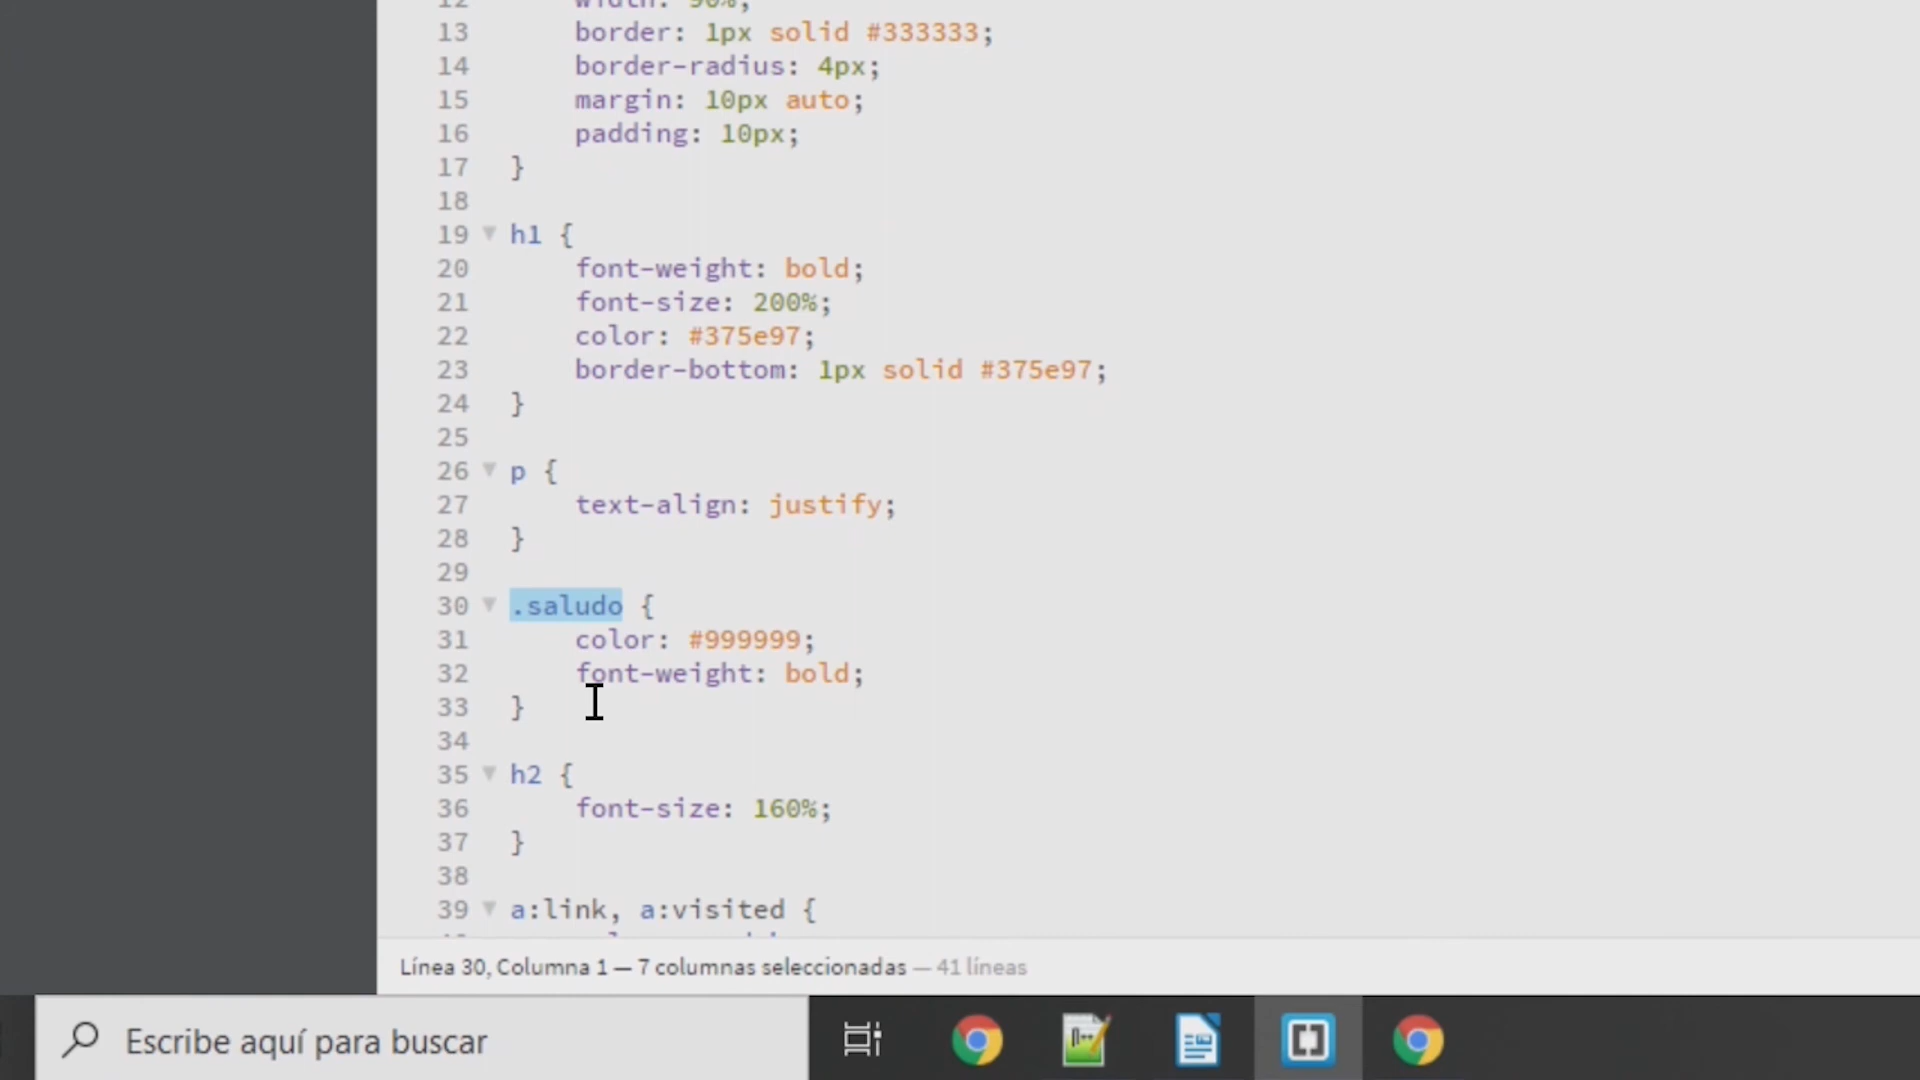 12 width: 90%;
13 border: 1px solid #333333;
14 border-radius: 4px;
15 margin: 10px auto;
16 padding: 10px;
17 }
18
19 h1 {
20 font-weight: bold;
21 font-size: 200%;
22 color: #375e97;
23 border-bottom: 1px solid #375e97;
24 }
25
26 p {
27 text-align: justify;
28 }
29
30 .saludo {
31 color: #999999;
32 font-weight: bold;
33 }
34
35 h2 {
36 font-size: 160%;
37 }
38
39 a:link, a:visited {
Línea 30, Columna 1 — 7 columnas seleccionadas — 41 líneas
Escribe aquí para buscar